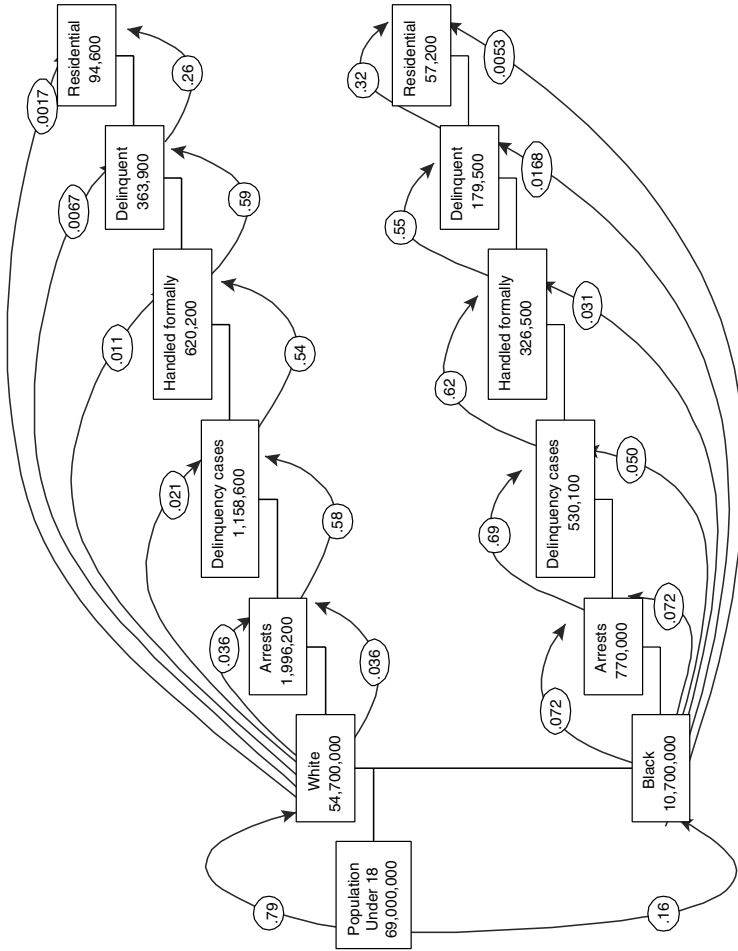 Population
Under 18
69,000,000
.79
.16
White
54,700,000
.036
.036
Arrests
1,996,200
.021
.58
Delinquency cases
1,158,600
.011
.54
Handled formally
620,200
.0067
.59
Delinquent
363,900
.0017
.26
Residential
94,600
Black
10,700,000
.072
.072
Arrests
770,000
.69
.050
Delinquency cases
530,100
.62
.031
Handled formally
326,500
.55
.0168
Delinquent
179,500
.32
.0053
Residential
57,200